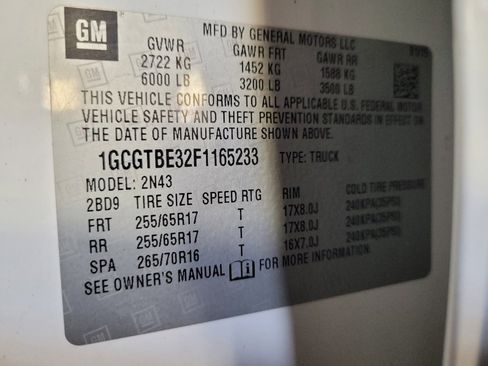 GM
MFD BY GENERAL MOTORS LLC
GVWR GAWR FRT GAWR RR
2722 KG 1452 KG 1588 KG
6000 LB 3200 LB 3500 LB
THIS VEHICLE CONFORMS TO ALL APPLICABLE U.S. FEDERAL MOTOR
VEHICLE SAFETY AND THEFT PREVENTION STANDARDS IN EFFECT ON
THE DATE OF MANUFACTURE SHOWN ABOVE.
1GCGTBE32F1165233 TYPE: TRUCK
MODEL: 2N43
2BD9 TIRE SIZE SPEED RTG RIM COLD TIRE PRESSURE
FRT 255/65R17 T 17X8.0J 240KPA(35PSI)
RR 255/65R17 T 17X8.0J 240KPA(35PSI)
SPA 265/70R16 T 16X7.0J 240KPA(35PSI)
SEE OWNER'S MANUAL FOR MORE INFORMATION.